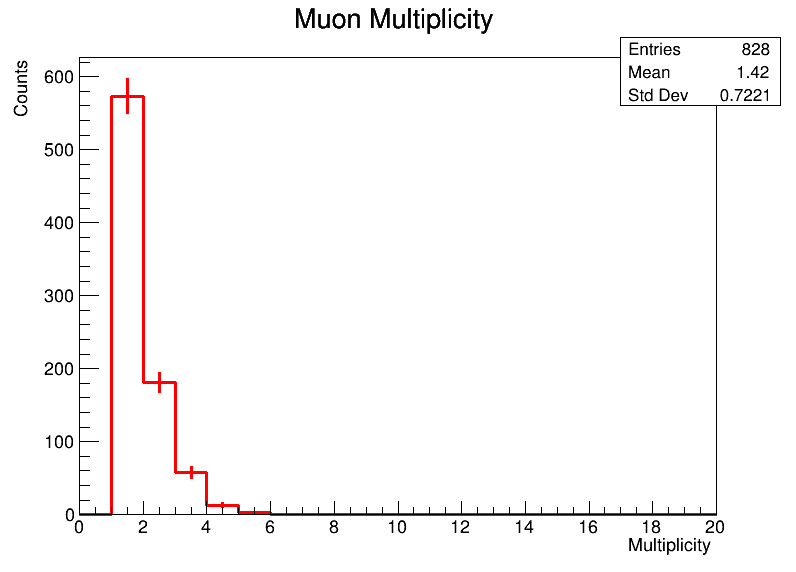 Muon Multiplicity
Entries 828
Mean 1.42
Std Dev 0.7221
Counts
600
500
400
300
200
100
0
0 2 4 6 8 10 12 14 16 18 20
Multiplicity